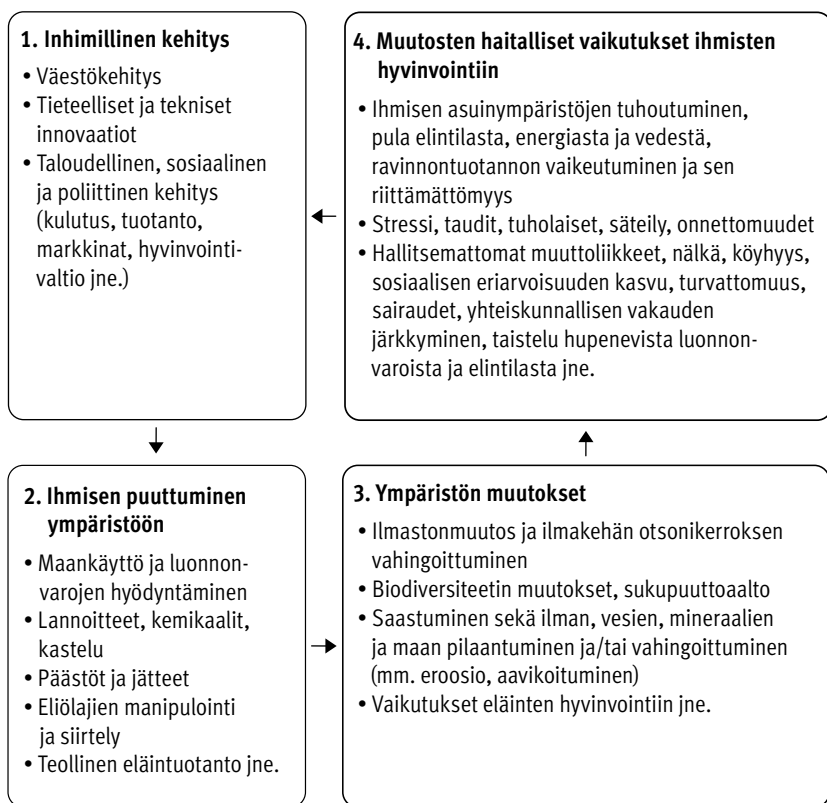 1. Inhimillinen kehitys
• Väestökehitys
• Tieteelliset ja tekniset
innovaatiot
• Taloudellinen, sosiaalinen
ja poliittinen kehitys
(kulutus, tuotanto,
markkinat, hyvinvointi-
valtio jne.)
2. Ihmisen puuttuminen
ympäristöön
• Maankäyttö ja luonnon-
varojen hyödyntäminen
• Lannoitteet, kemikaalit,
kastelu
• Päästöt ja jätteet
• Eliölajien manipulointi
ja siirtely
• Teollinen eläintuotanto jne.
3. Ympäristön muutokset
• Ilmastonmuutos ja ilmakehän otsonikerroksen
vahingoittuminen
• Biodiversiteetin muutokset, sukupuuttoaalto
• Saastuminen sekä ilman, vesien, mineraalien
ja maan pilaantuminen ja/tai vahingoittuminen
(mm. eroosio, aavikoituminen)
• Vaikutukset eläinten hyvinvointiin jne.
4. Muutosten haitalliset vaikutukset ihmisten
hyvinvointiin
• Ihmisen asuinympäristöjen tuhoutuminen,
pula elintilasta, energiasta ja vedestä,
ravinnontuotannon vaikeutuminen ja sen
riittämättömyys
• Stressi, taudit, tuholaiset, säteily, onnettomuudet
• Hallitsemattomat muuttoliikkeet, nälkä, köyhyys,
sosiaalisen eriarvoisuuden kasvu, turvattomuus,
sairaudet, yhteiskunnallisen vakauden
järkkyminen, taistelu hupenevista luonnon-
varoista ja elintilasta jne.